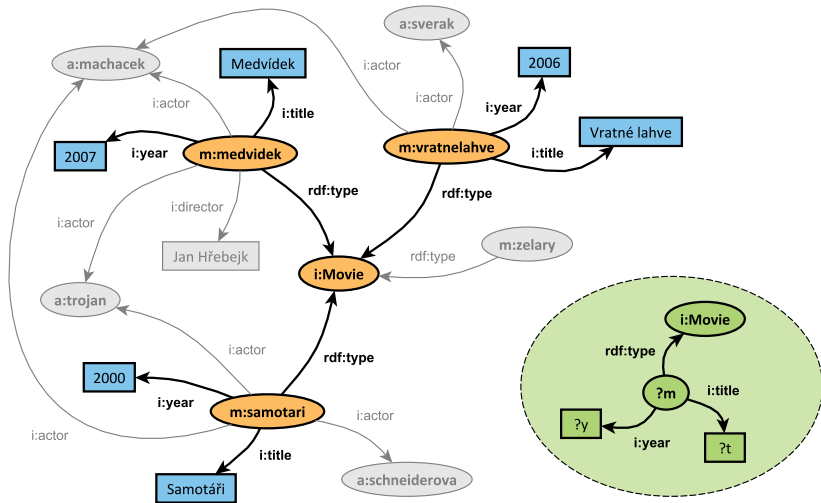 a:sverak
a:machacek
Medvídek
2006
i:actor
i:actor
i:actor
i:title
i:year
Vratné lahve
2007
i:year
m:medvidek
m:vratnelahve
i:title
rdf:type
rdf:type
i:actor
i:director
m:zelary
Jan Hřebejk
rdf:type
i:Movie
a:trojan
i:Movie
i:actor
rdf:type
rdf:type
2000
i:year
?m
i:title
m:samotari
i:actor
?y
i:actor
i:title
i:year
?t
Samotáři
a:schneiderova